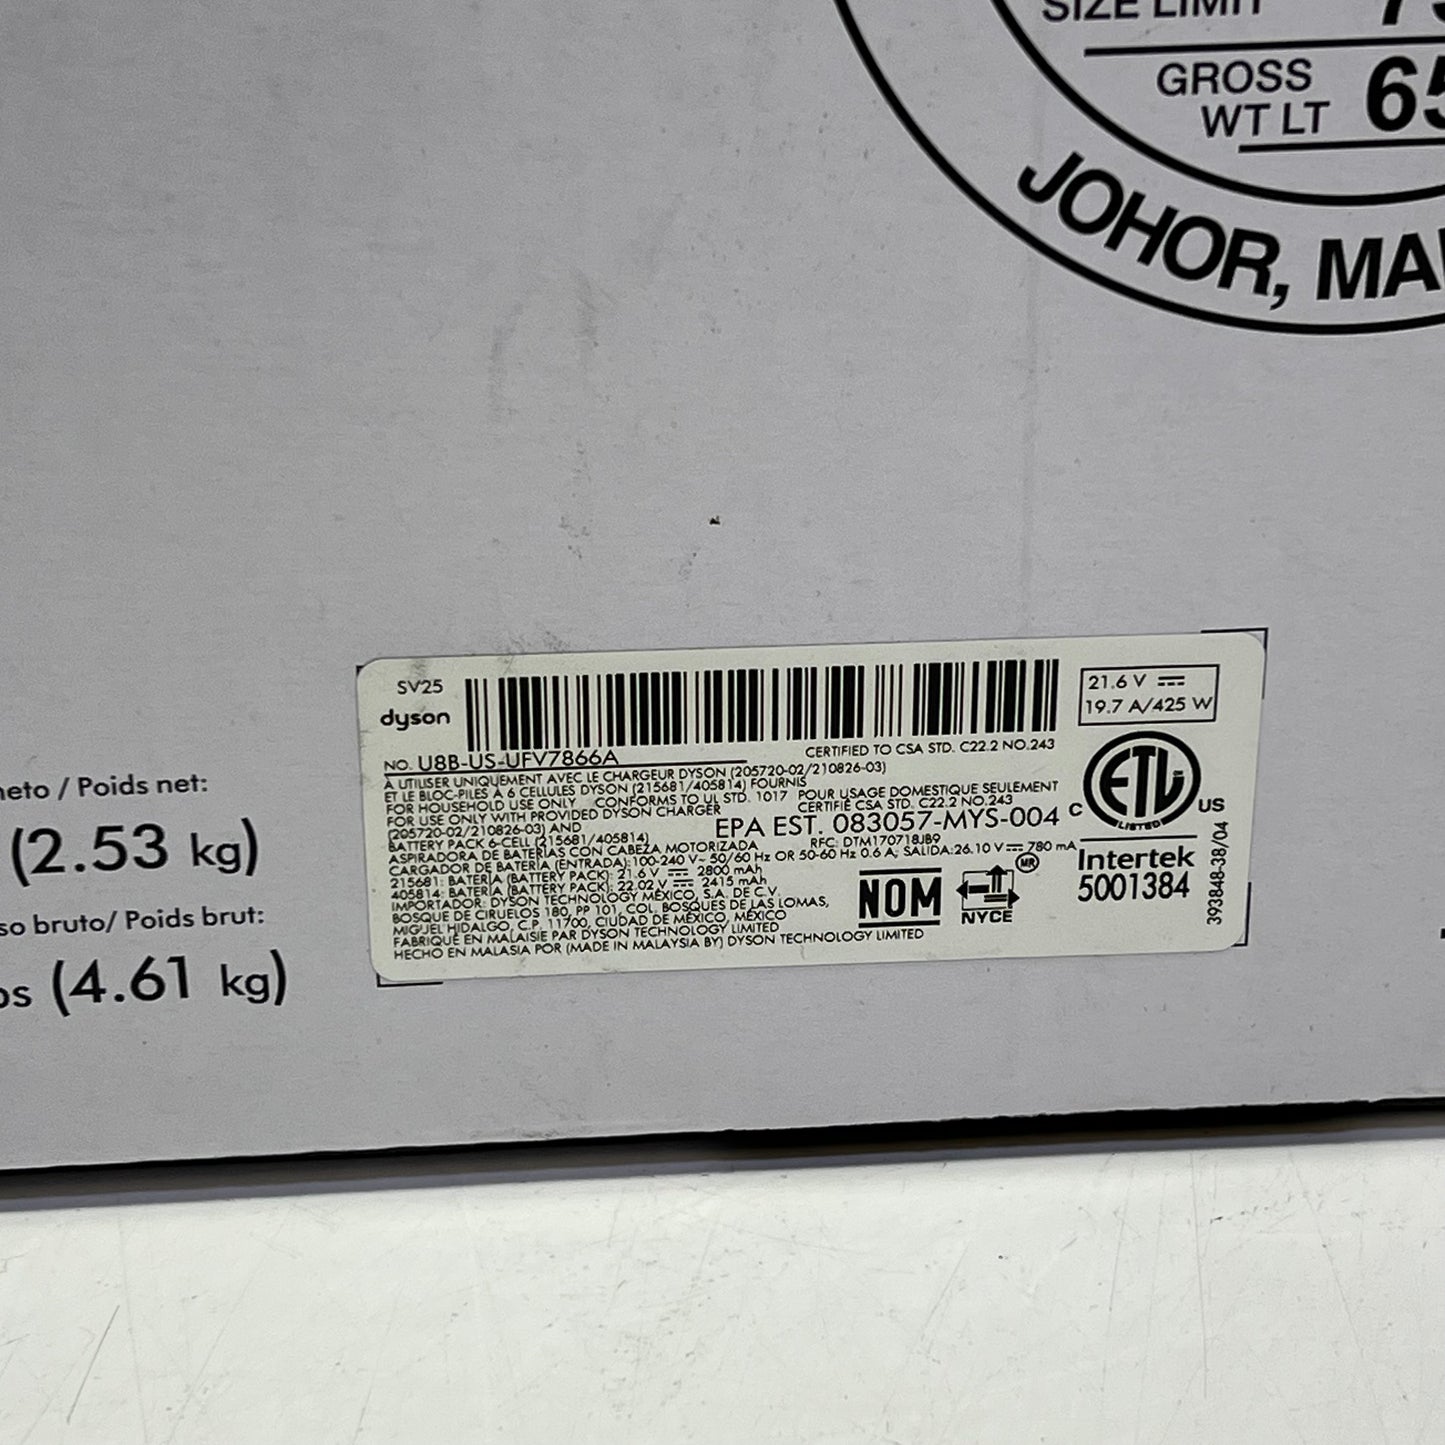 SIZE LIMIT
GROSS
WT LT 65
JOHOR,
SV25
dyson
21.6 V
19.7 A/425 W
NO. U8B-US-UFV7866A
CERTIFIED TO CSA STD. C22.2 NO.243
À UTILISER UNIQUEMENT AVEC LE CHARGEUR DYSON (205720-02/210826-03)
ET LE BLOC-PILES À 6 CELLULES DYSON (215681/405814) FOURNIS
FOR HOUSEHOLD USE ONLY CONFORMS TO UL STD. 1017 POUR USAGE DOMESTIQUE SEULEMENT
FOR USE ONLY WITH PROVIDED DYSON CHARGER CERTIFIÉ CSA STD. C22.2 NO.243
(205720-02/210826-03) AND
BATTERY PACK 6-CELL (215681/405814)
EPA EST. 083057-MYS-004
ASPIRADORA DE BATERÍAS CON CABEZA MOTORIZADA RFC: DTM170718JB9
CARGADOR DE BATERÍA (ENTRADA): 100-240 V~ 50/60 Hz OR 50-60 Hz 0.6 A; SALIDA: 26.10 V 780 mA
215681: BATERÍA (BATTERY PACK): 21.6 V 2800 mAh
405814: BATERÍA (BATTERY PACK): 22.02 V 2415 mAh
IMPORTADOR: DYSON TECHNOLOGY MÉXICO, S.A. DE C.V.
BOSQUE DE CIRUELOS 180, PP 101, COL. BOSQUES DE LAS LOMAS,
MIGUEL HIDALGO, C.P. 11700, CIUDAD DE MÉXICO, MÉXICO
FABRIQUÉ EN MALAISIE PAR DYSON TECHNOLOGY LIMITED
HECHO EN MALASIA POR (MADE IN MALAYSIA BY) DYSON TECHNOLOGY LIMITED
NOM
MR
NYCE
C ETL US
LISTED
Intertek
5001384
393848-38/04
neto / Poids net:
(2.53 kg)
so bruto/ Poids brut:
(4.61 kg)